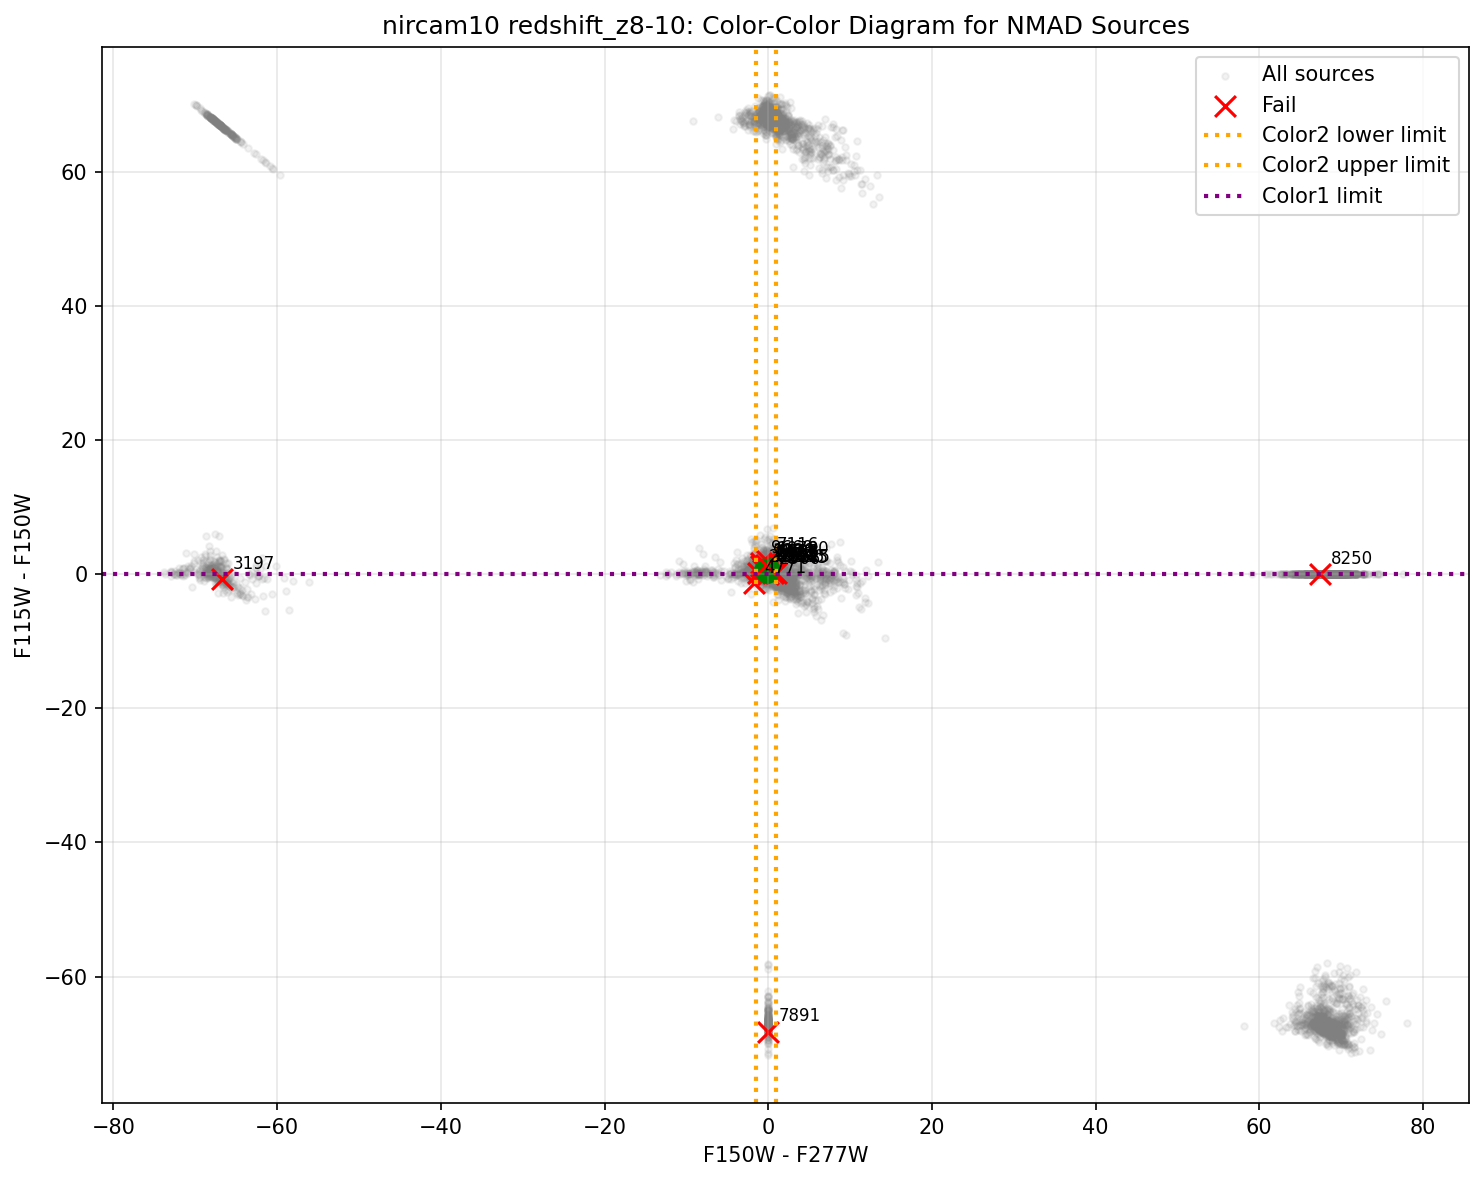 nircam10 redshift_z8-10: Color-Color Diagram for NMAD Sources
All sources
Fail
Color2 lower limit
Color2 upper limit
Color1 limit
60
40
20
0
−20
−40
−60
F115W - F150W
3197
7116
8250
7891
−80
−60
−40
−20
0
20
40
60
80
F150W - F277W